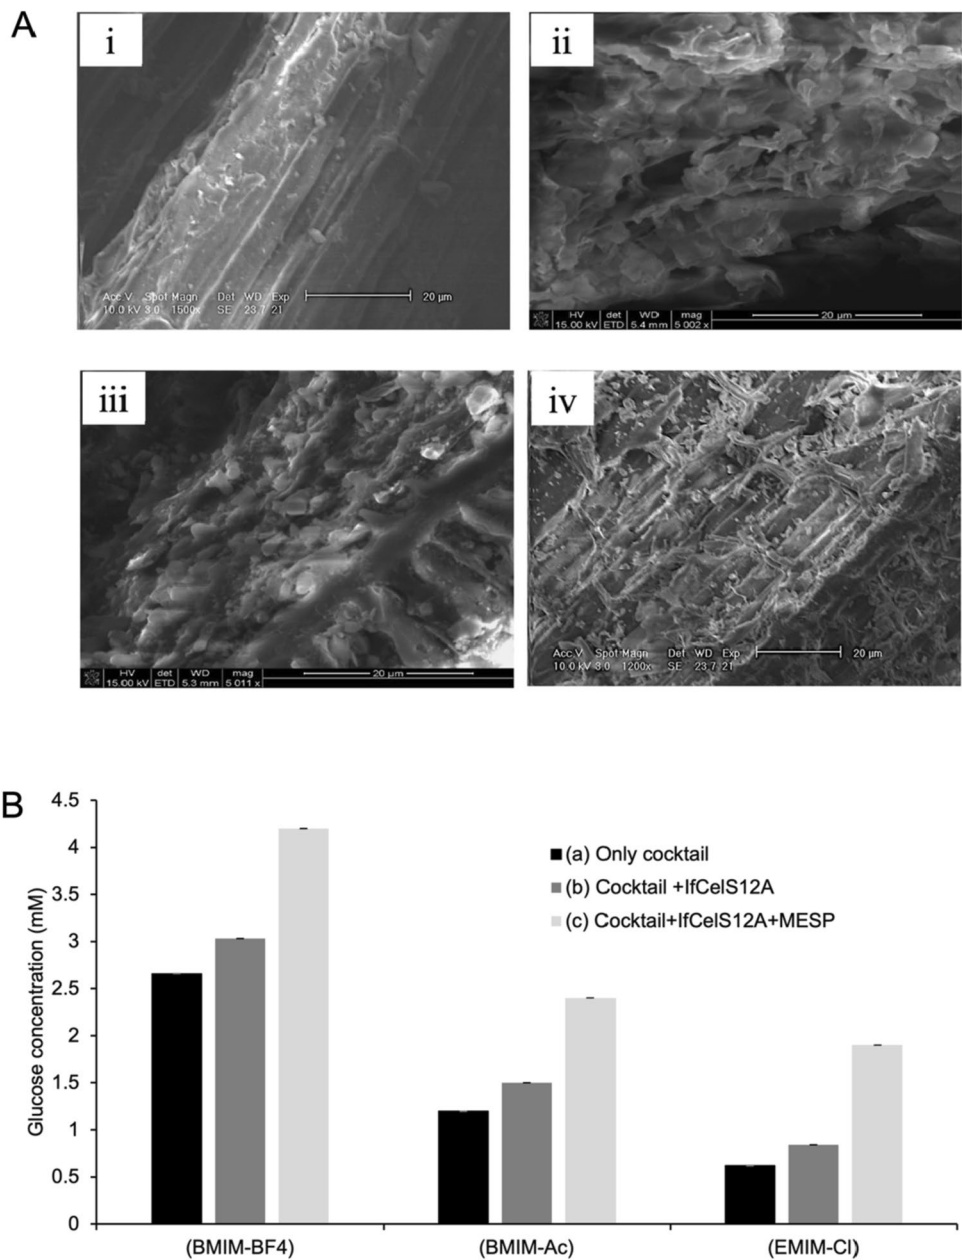 A
i
Acc.V Spot Magn Det WD Exp
10.0 kV 3.0 1500x SE 23.7 21
20 µm
ii
HV det WD mag
15.00 kV ETD 5.4 mm 5 002 x
20 µm
iii
HV det WD mag
15.00 kV ETD 5.3 mm 5 011 x
20 µm
iv
Acc.V Spot Magn Det WD Exp
10.0 kV 3.0 1200x SE 23.7 21
20 µm
B
Glucose concentration (mM)
4.5
4
3.5
3
2.5
2
1.5
1
0.5
0
(a) Only cocktail
(b) Cocktail +IfCelS12A
(c) Cocktail+IfCelS12A+MESP
(BMIM-BF4)
(BMIM-Ac)
(EMIM-Cl)